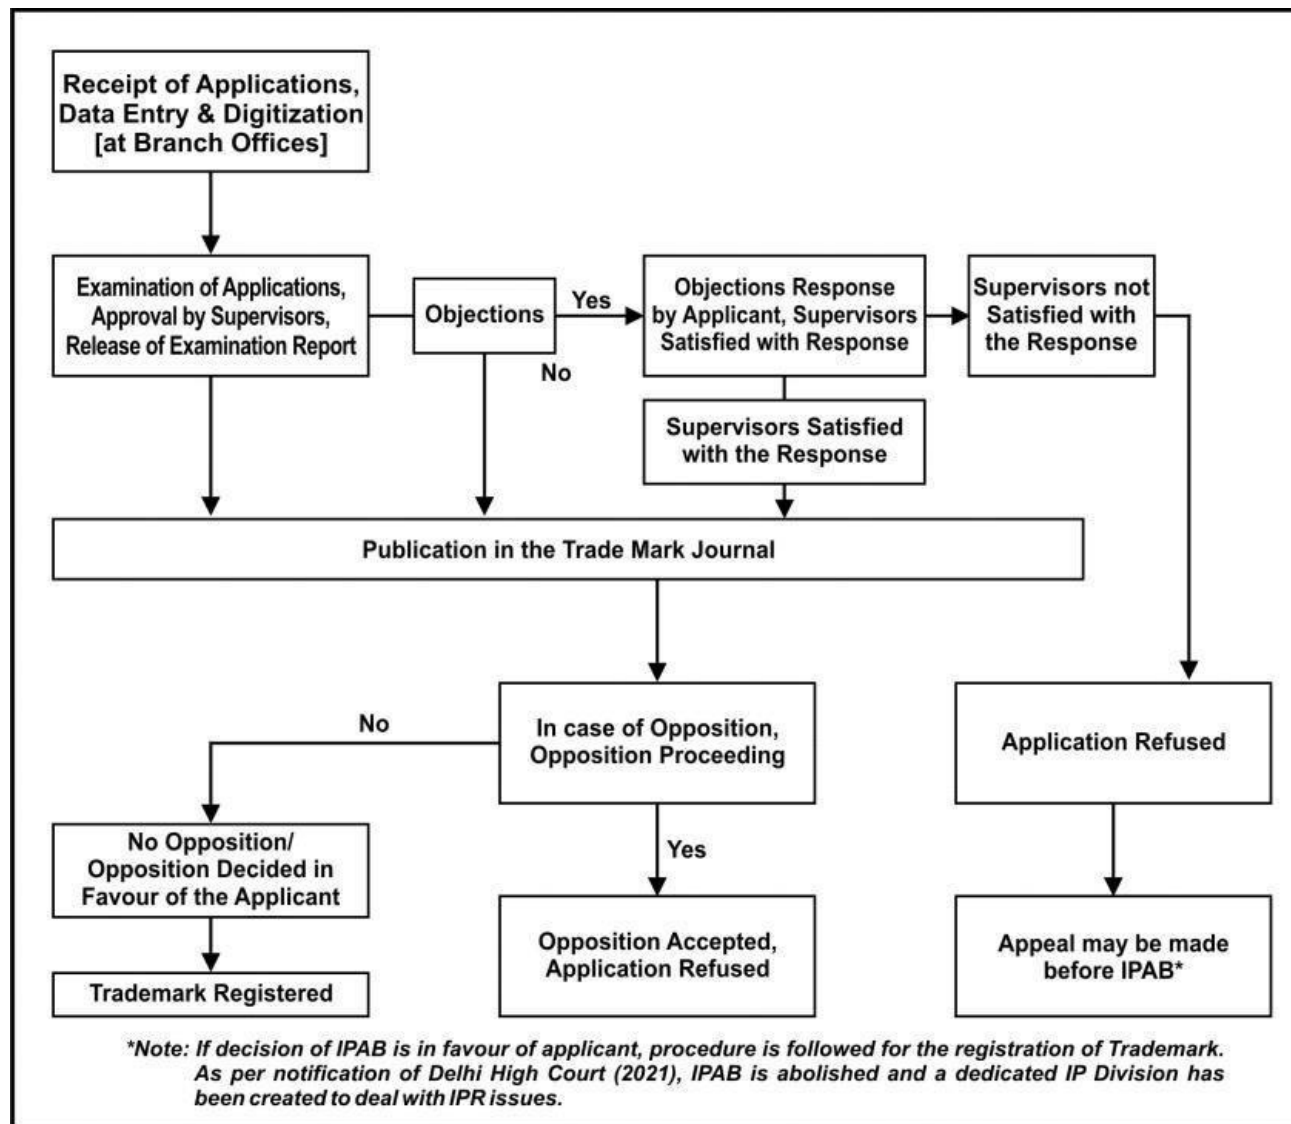 Receipt of Applications,
Data Entry & Digitization
[at Branch Offices]
Examination of Applications,
Approval by Supervisors,
Release of Examination Report
Objections
Yes
No
Objections Response
by Applicant, Supervisors
Satisfied with Response
Supervisors not
Satisfied with
the Response
Supervisors Satisfied
with the Response
Publication in the Trade Mark Journal
In case of Opposition,
Opposition Proceeding
No
Yes
Application Refused
No Opposition/
Opposition Decided in
Favour of the Applicant
Trademark Registered
Opposition Accepted,
Application Refused
Appeal may be made
before IPAB*
*Note: If decision of IPAB is in favour of applicant, procedure is followed for the registration of Trademark.
As per notification of Delhi High Court (2021), IPAB is abolished and a dedicated IP Division has
been created to deal with IPR issues.